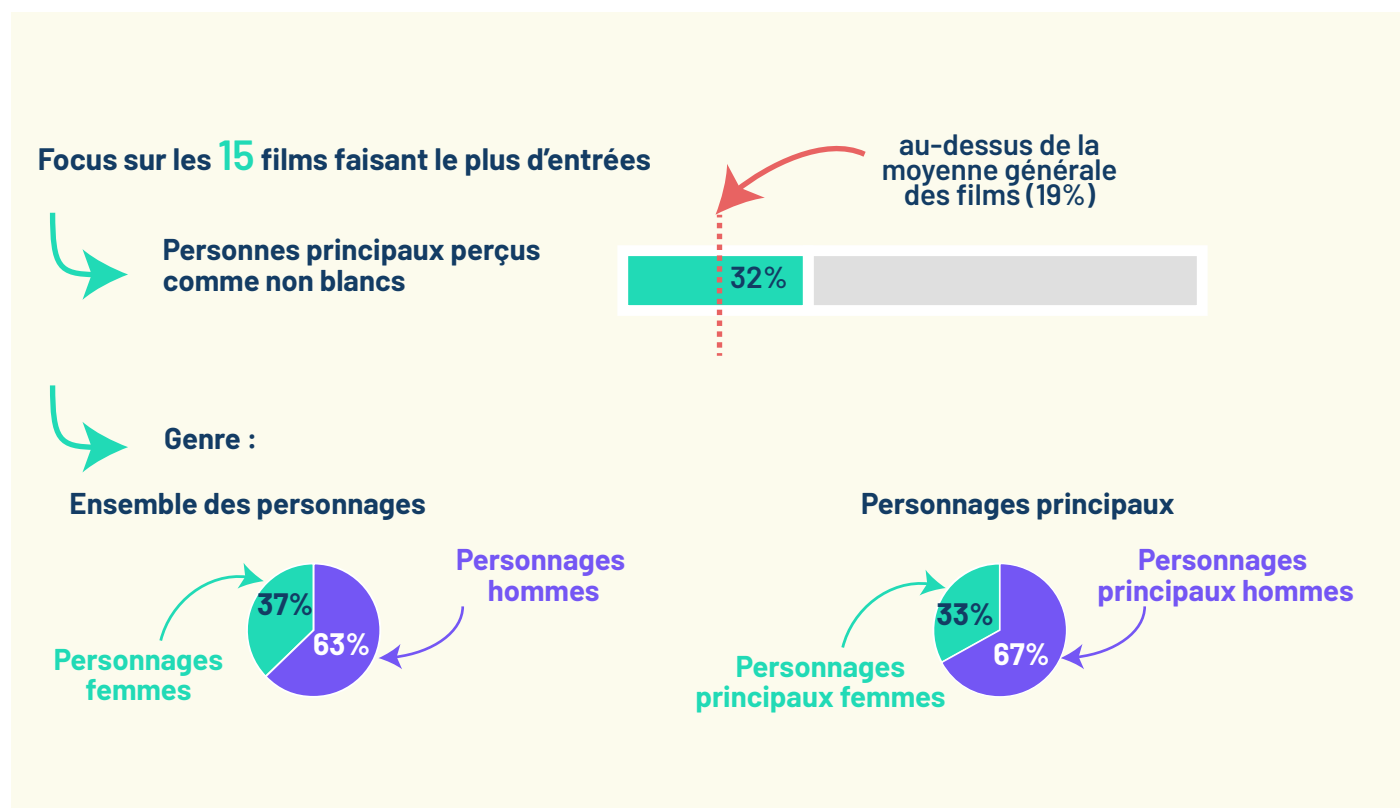 Focus sur les 15 films faisant le plus d'entrées
au-dessus de la
moyenne générale
des films (19%)
Personnes principaux perçus
comme non blancs
32%
Genre :
Ensemble des personnages
Personnages
hommes
37%
63%
Personnages
femmes
Personnages principaux
Personnages
principaux hommes
33%
67%
Personnages
principaux femmes